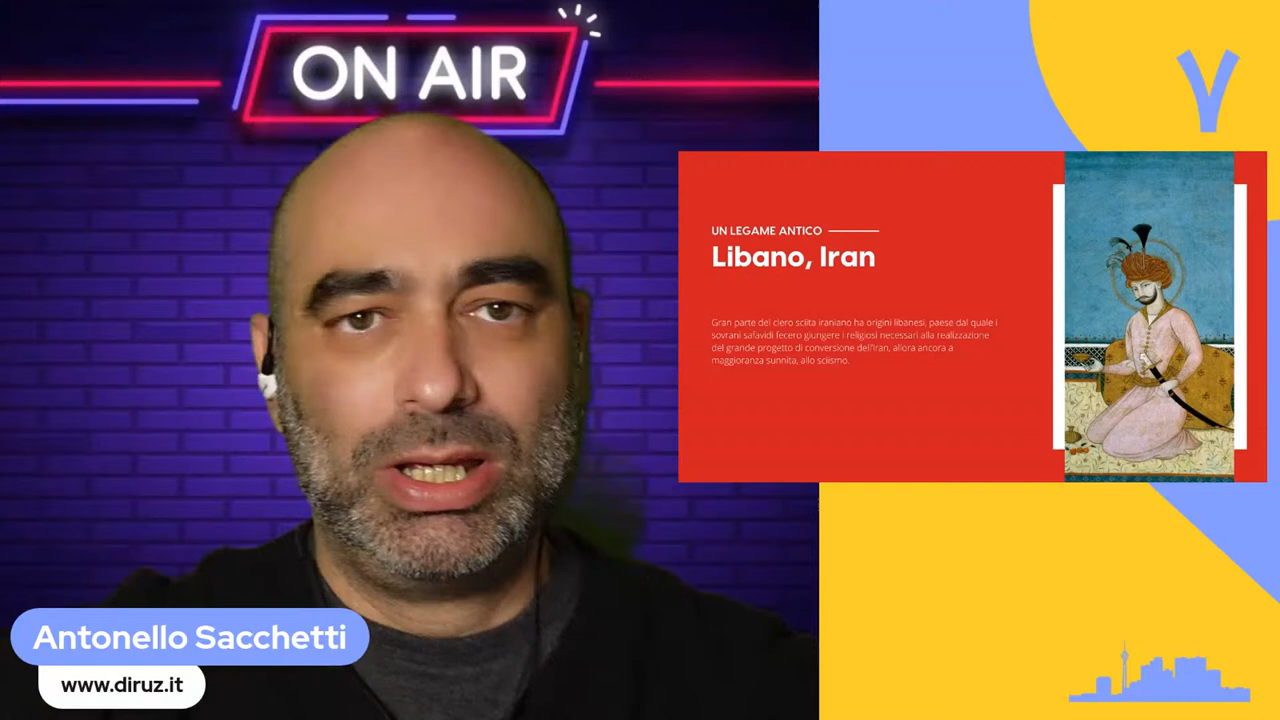 ON AIR
UN LEGAME ANTICO
Libano, Iran
Gran parte del clero sciita iraniano ha origini libanesi, paese dal quale i
sovrani safavidi fecero giungere i religiosi necessari alla realizzazione
del grande progetto di conversione dell'Iran, allora ancora a
maggioranza sunnita, allo sciismo.
Antonello Sacchetti
www.diruz.it
۷